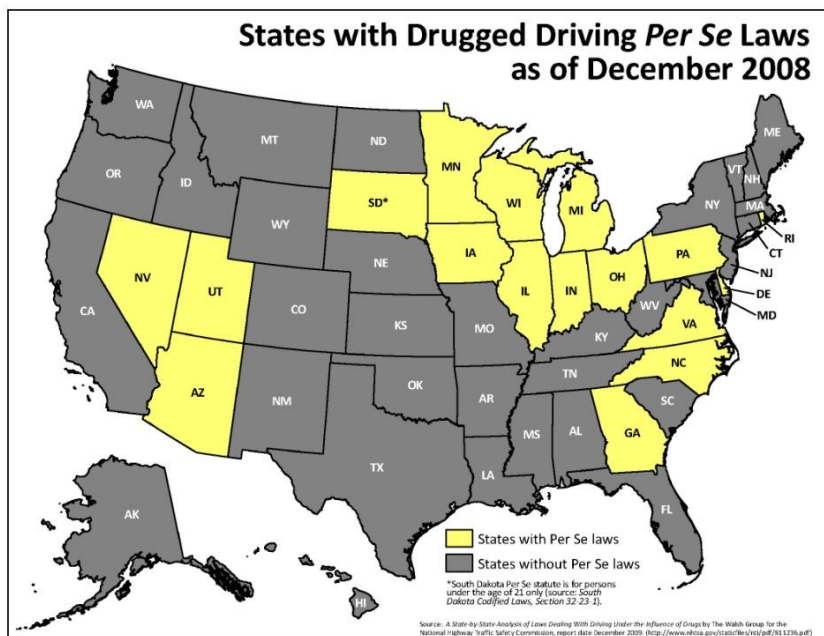 States with Drugged Driving Per Se Laws
as of December 2008
WA
MT
ND
MN
ME
OR
ID
SD*
WI
MI
VT
NH
NY
MA
WY
RI
CT
IA
PA
NE
NV
UT
IL
IN
OH
NJ
DE
MD
CA
CO
WV
VA
KS
MO
KY
NC
TN
AZ
NM
OK
AR
SC
MS
AL
GA
TX
LA
AK
FL
HI
States with Per Se laws
States without Per Se laws
*South Dakota Per Se statute is for persons
under the age of 21 only (source: South
Dakota Codified Laws, Section 32-23-1).
Source: A State-by-State Analysis of Laws Dealing With Driving Under the Influence of Drugs by The Walsh Group for the
National Highway Traffic Safety Commission, report date December 2009. (http://www.nhtsa.gov/staticfiles/nti/pdf/811236.pdf)